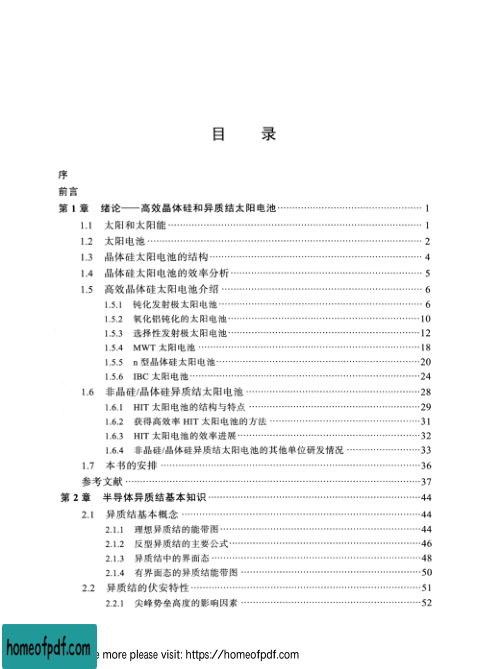 目 录
序
前言
第 1 章 绪论——高效晶体硅和异质结太阳电池 1
1.1 太阳和太阳能 1
1.2 太阳电池 2
1.3 晶体硅太阳电池的结构 4
1.4 晶体硅太阳电池的效率分析 5
1.5 高效晶体硅太阳电池介绍 6
1.5.1 钝化发射极太阳电池 6
1.5.2 氧化铝钝化的太阳电池 10
1.5.3 选择性发射极太阳电池 12
1.5.4 MWT 太阳电池 18
1.5.5 n 型晶体硅太阳电池 20
1.5.6 IBC 太阳电池 24
1.6 非晶硅/晶体硅异质结太阳电池 28
1.6.1 HIT 太阳电池的结构与特点 29
1.6.2 获得高效率 HIT 太阳电池的方法 31
1.6.3 HIT 太阳电池的效率进展 32
1.6.4 非晶硅/晶体硅异质结太阳电池的其他单位研发情况 33
1.7 本书的安排 36
参考文献 37
第 2 章 半导体异质结基本知识 44
2.1 异质结基本概念 44
2.1.1 理想异质结的能带图 44
2.1.2 反型异质结的主要公式 46
2.1.3 异质结中的界面态 48
2.1.4 有界面态的异质结能带图 50
2.2 异质结的伏安特性 51
2.2.1 尖峰势垒高度的影响因素 52
homeofpdf.com
e more please visit: https://homeofpdf.com